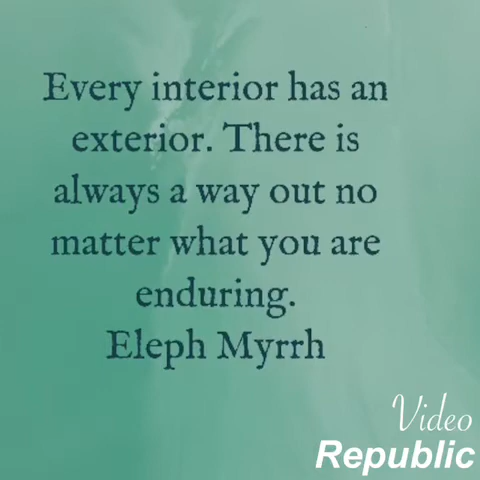 Every interior has an
exterior. There is
always a way out no
matter what you are
enduring.
Eleph Myrrh
Video
Republic